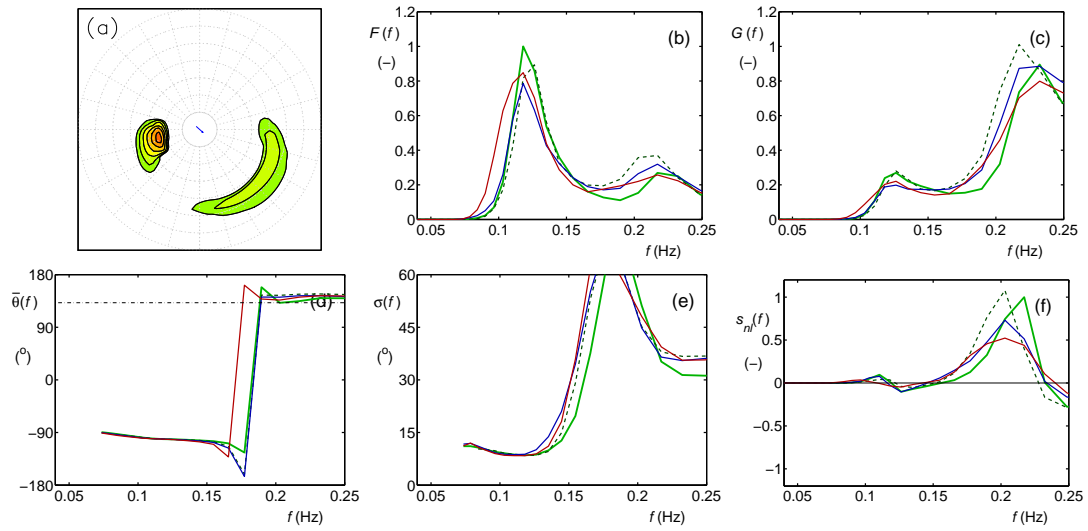 (a)
1.2
1
0.8
0.6
0.4
0.2
0
F(f)
(−)
(b)
0.05 0.1 0.15 0.2 0.25
f (Hz)
1.2
1
0.8
0.6
0.4
0.2
0
G(f)
(−)
(c)
0.05 0.1 0.15 0.2 0.25
f (Hz)
180
90
0
−90
−180
θ̅(f)
(°)
(d)
0.05 0.1 0.15 0.2 0.25
f (Hz)
60
45
30
15
0
σ(f)
(°)
(e)
0.05 0.1 0.15 0.2 0.25
f (Hz)
1
0.5
0
−0.5
−1
s_nl(f)
(−)
(f)
0.05 0.1 0.15 0.2 0.25
f (Hz)